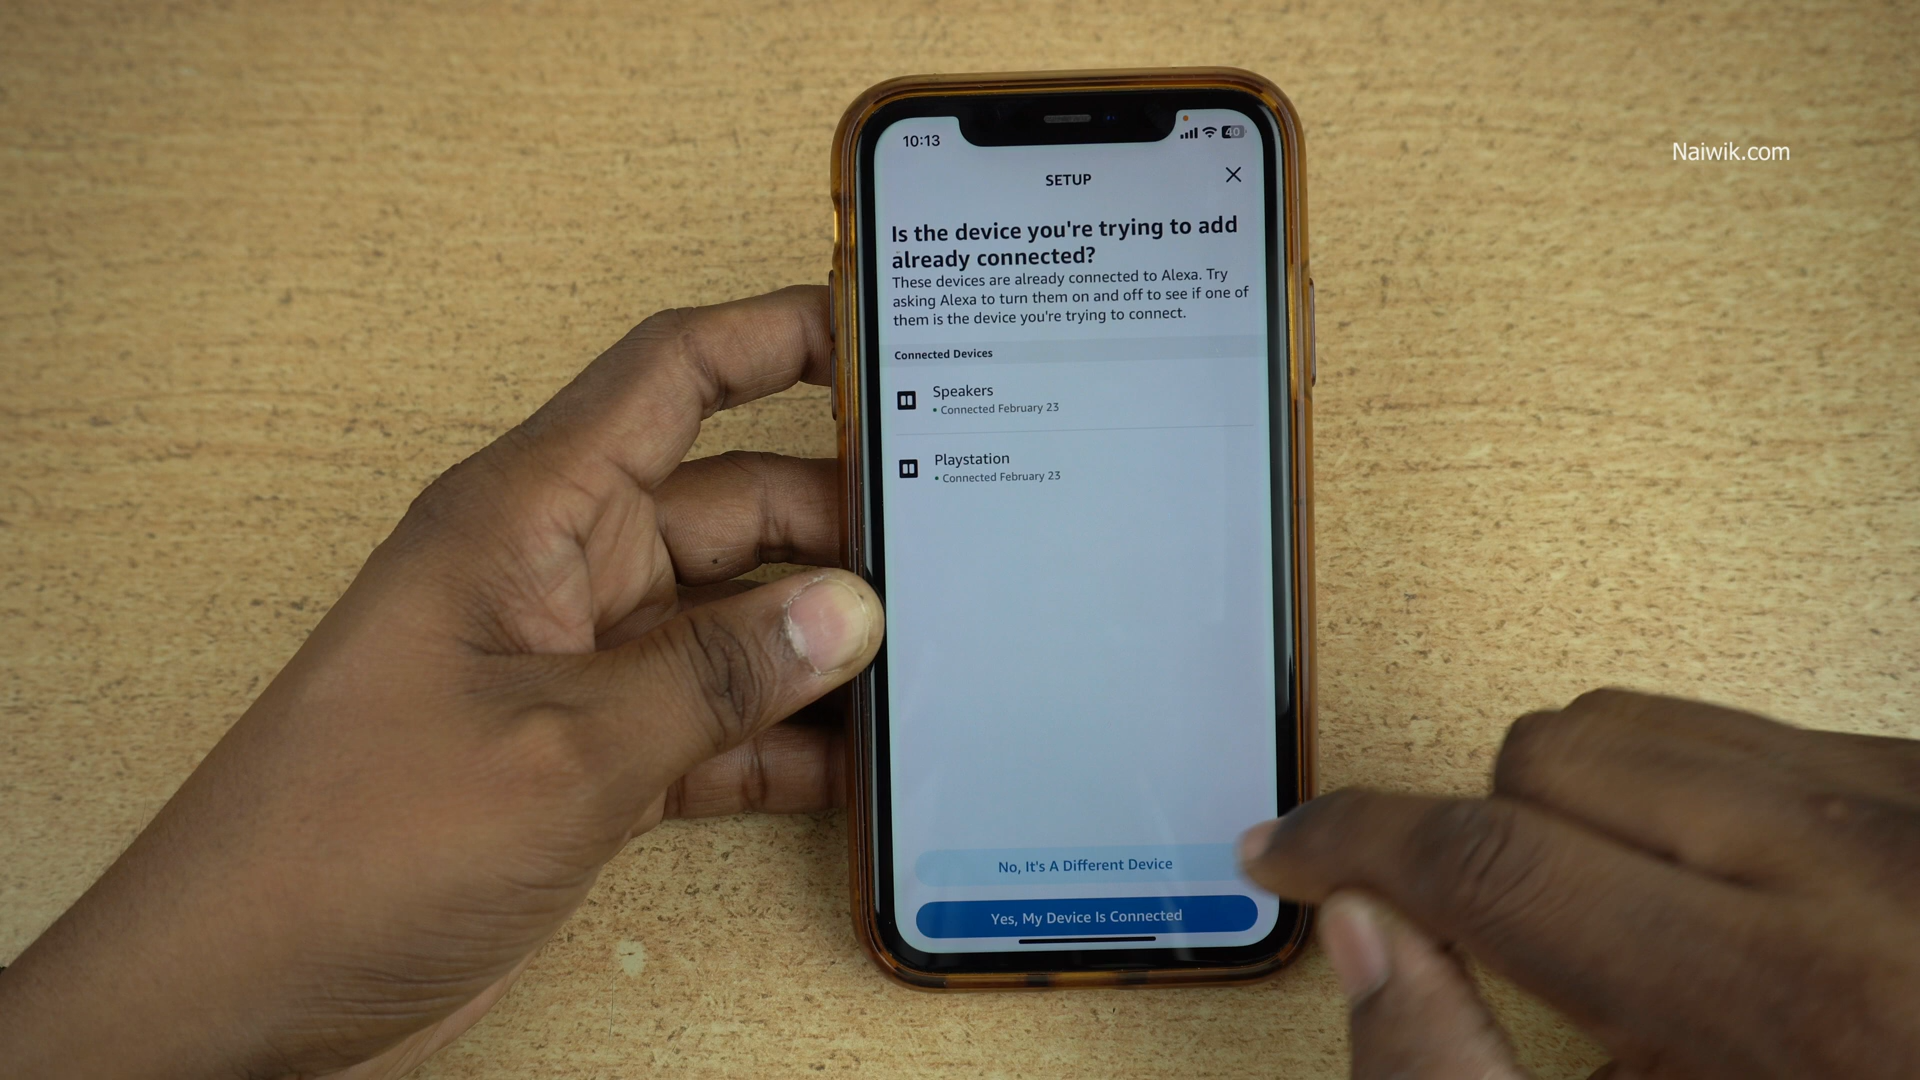 10:13
40
Naiwik.com
SETUP
Is the device you're trying to add
already connected?
These devices are already connected to Alexa. Try
asking Alexa to turn them on and off to see if one of
them is the device you're trying to connect.
Connected Devices
Speakers
• Connected February 23
Playstation
• Connected February 23
No, It's A Different Device
Yes, My Device Is Connected